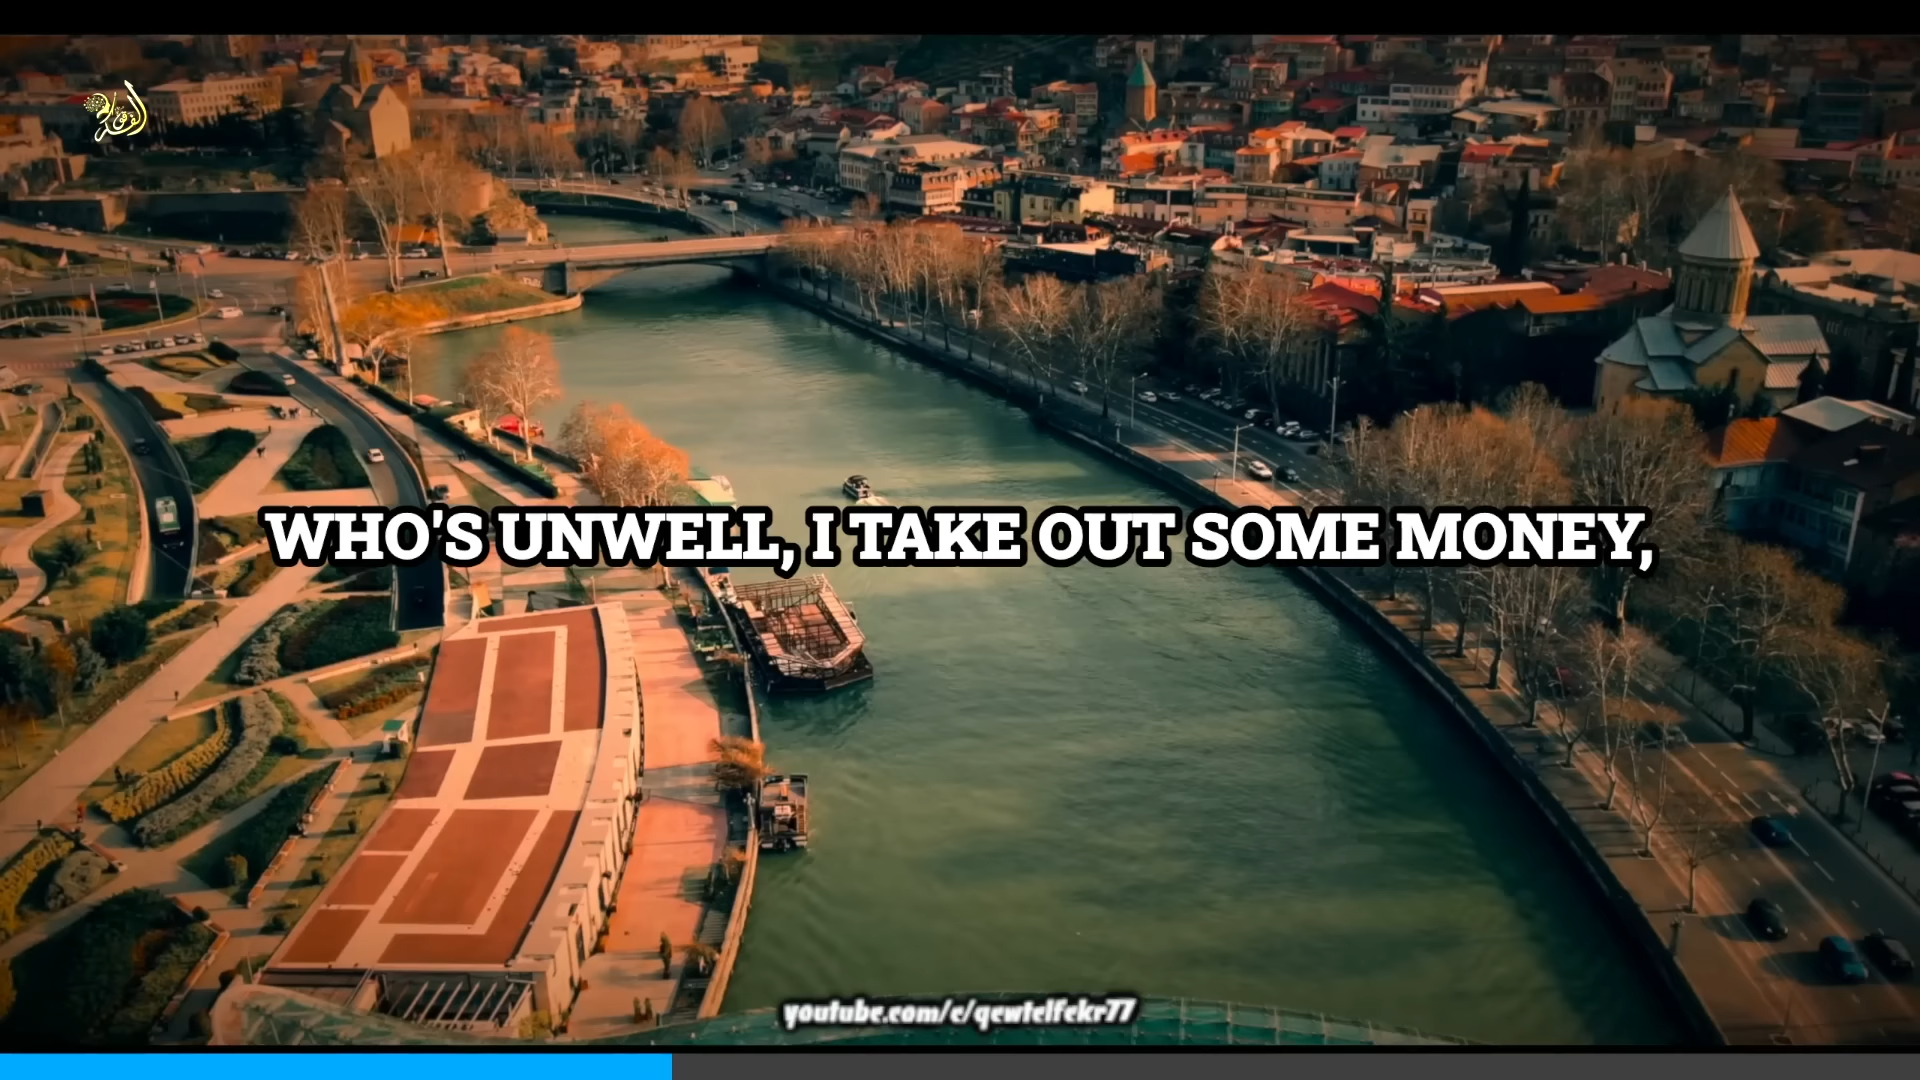 WHO'S UNWELL, I TAKE OUT SOME MONEY,
youtube.com/c/qewtelfekr77